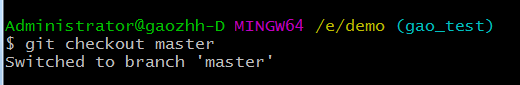 Administrator@gaozhh-D MINGW64 /e/demo (gao_test)
$ git checkout master
Switched to branch 'master'